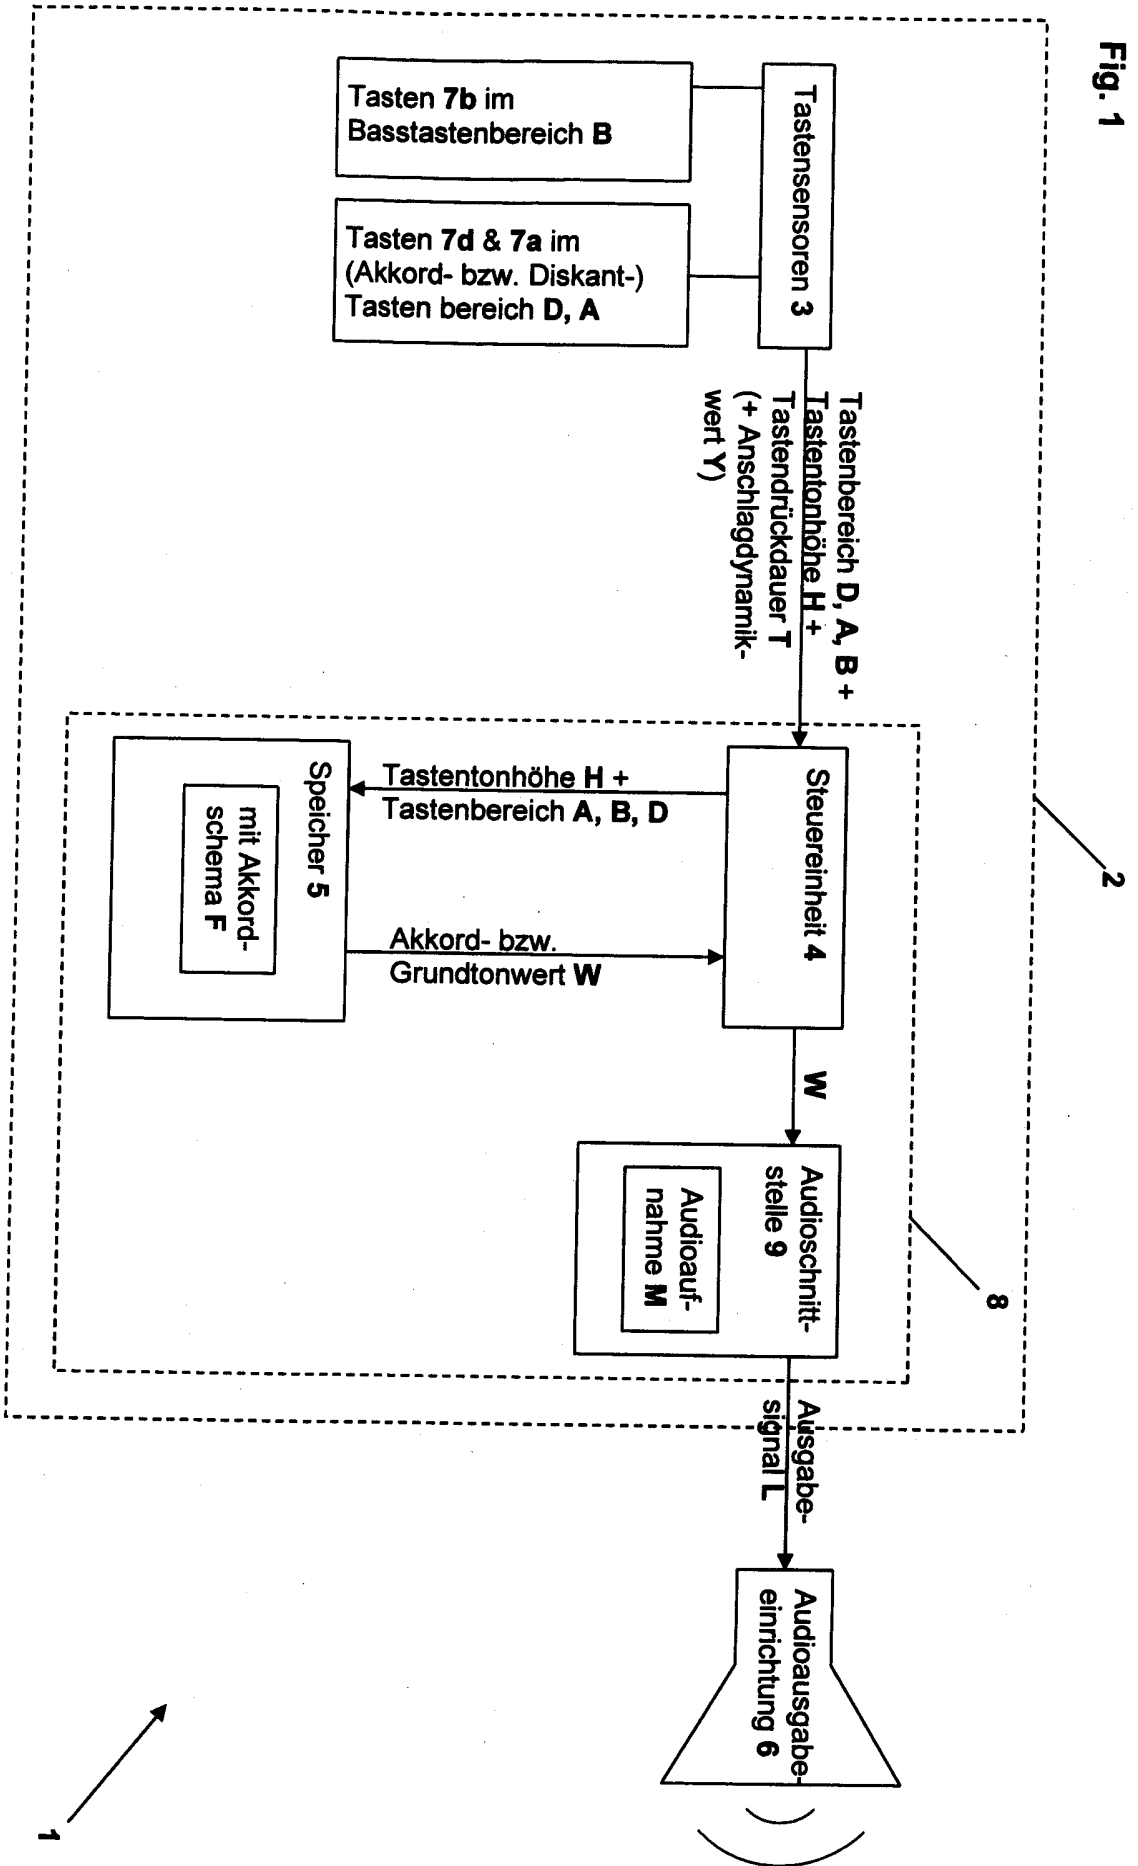 Fig. 1
Tasten 7b im
Basstastenbereich B
Tasten 7d & 7a im
(Akkord- bzw. Diskant-)
Tasten bereich D, A
Tastensensoren 3
Tastenbereich D, A, B +
Tastentonhöhe H +
Tastendrückdauer T
(+ Anschlagdynamik-
wert Y)
2
Steuereinheit 4
Tastentonhöhe H +
Tastenbereich A, B, D
Speicher 5
mit Akkord-
schema F
Akkord- bzw.
Grundtonwert W
W
Audioschnitt-
stelle 9
Audioauf-
nahme M
8
Ausgabe-
signal L
Audioausgabe-
einrichtung 6
1